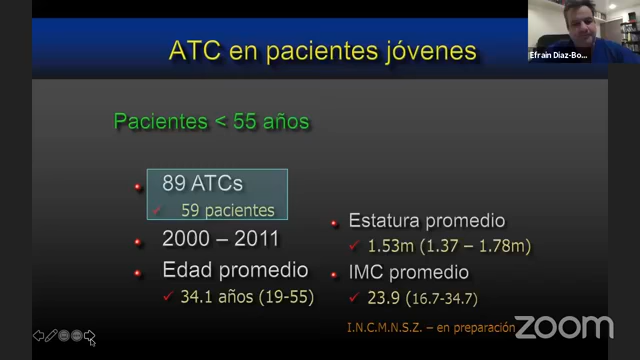 ATC en pacientes jóvenes
Efrain Diaz-Bo...
Pacientes < 55 años
89 ATCs
59 pacientes
2000 – 2011
Edad promedio
34.1 años (19-55)
Estatura promedio
1.53m (1.37 – 1.78m)
IMC promedio
23.9 (16.7-34.7)
I.N.C.M.N.S.Z. – en preparación
zoom